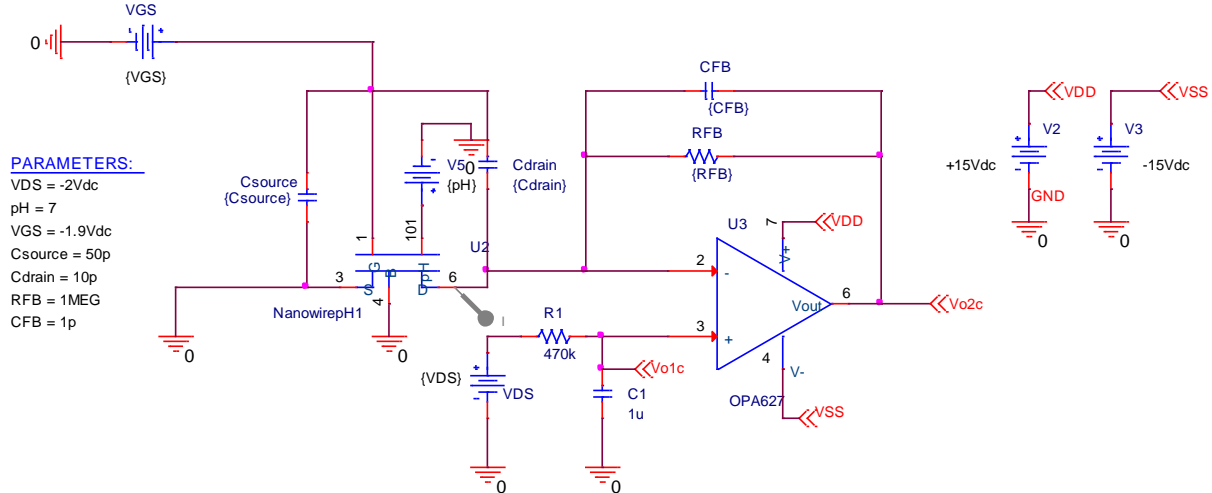 VGS
0
{VGS}
PARAMETERS:
VDS = -2Vdc
pH = 7
VGS = -1.9Vdc
Csource = 50p
Cdrain = 10p
RFB = 1MEG
CFB = 1p
Csource
{Csource}
V5
{pH}
0
Cdrain
{Cdrain}
CFB
{CFB}
RFB
{RFB}
VDD
V2
+15Vdc
GND
0
VSS
V3
-15Vdc
0
1
101
U2
G
B
pH
S
D
3
4
6
NanowirepH1
0
0
I
R1
470k
{VDS}
VDS
0
Vo1c
C1
1u
0
U3
7
VDD
V+
2
-
3
+
Vout
6
Vo2c
4
V-
OPA627
VSS